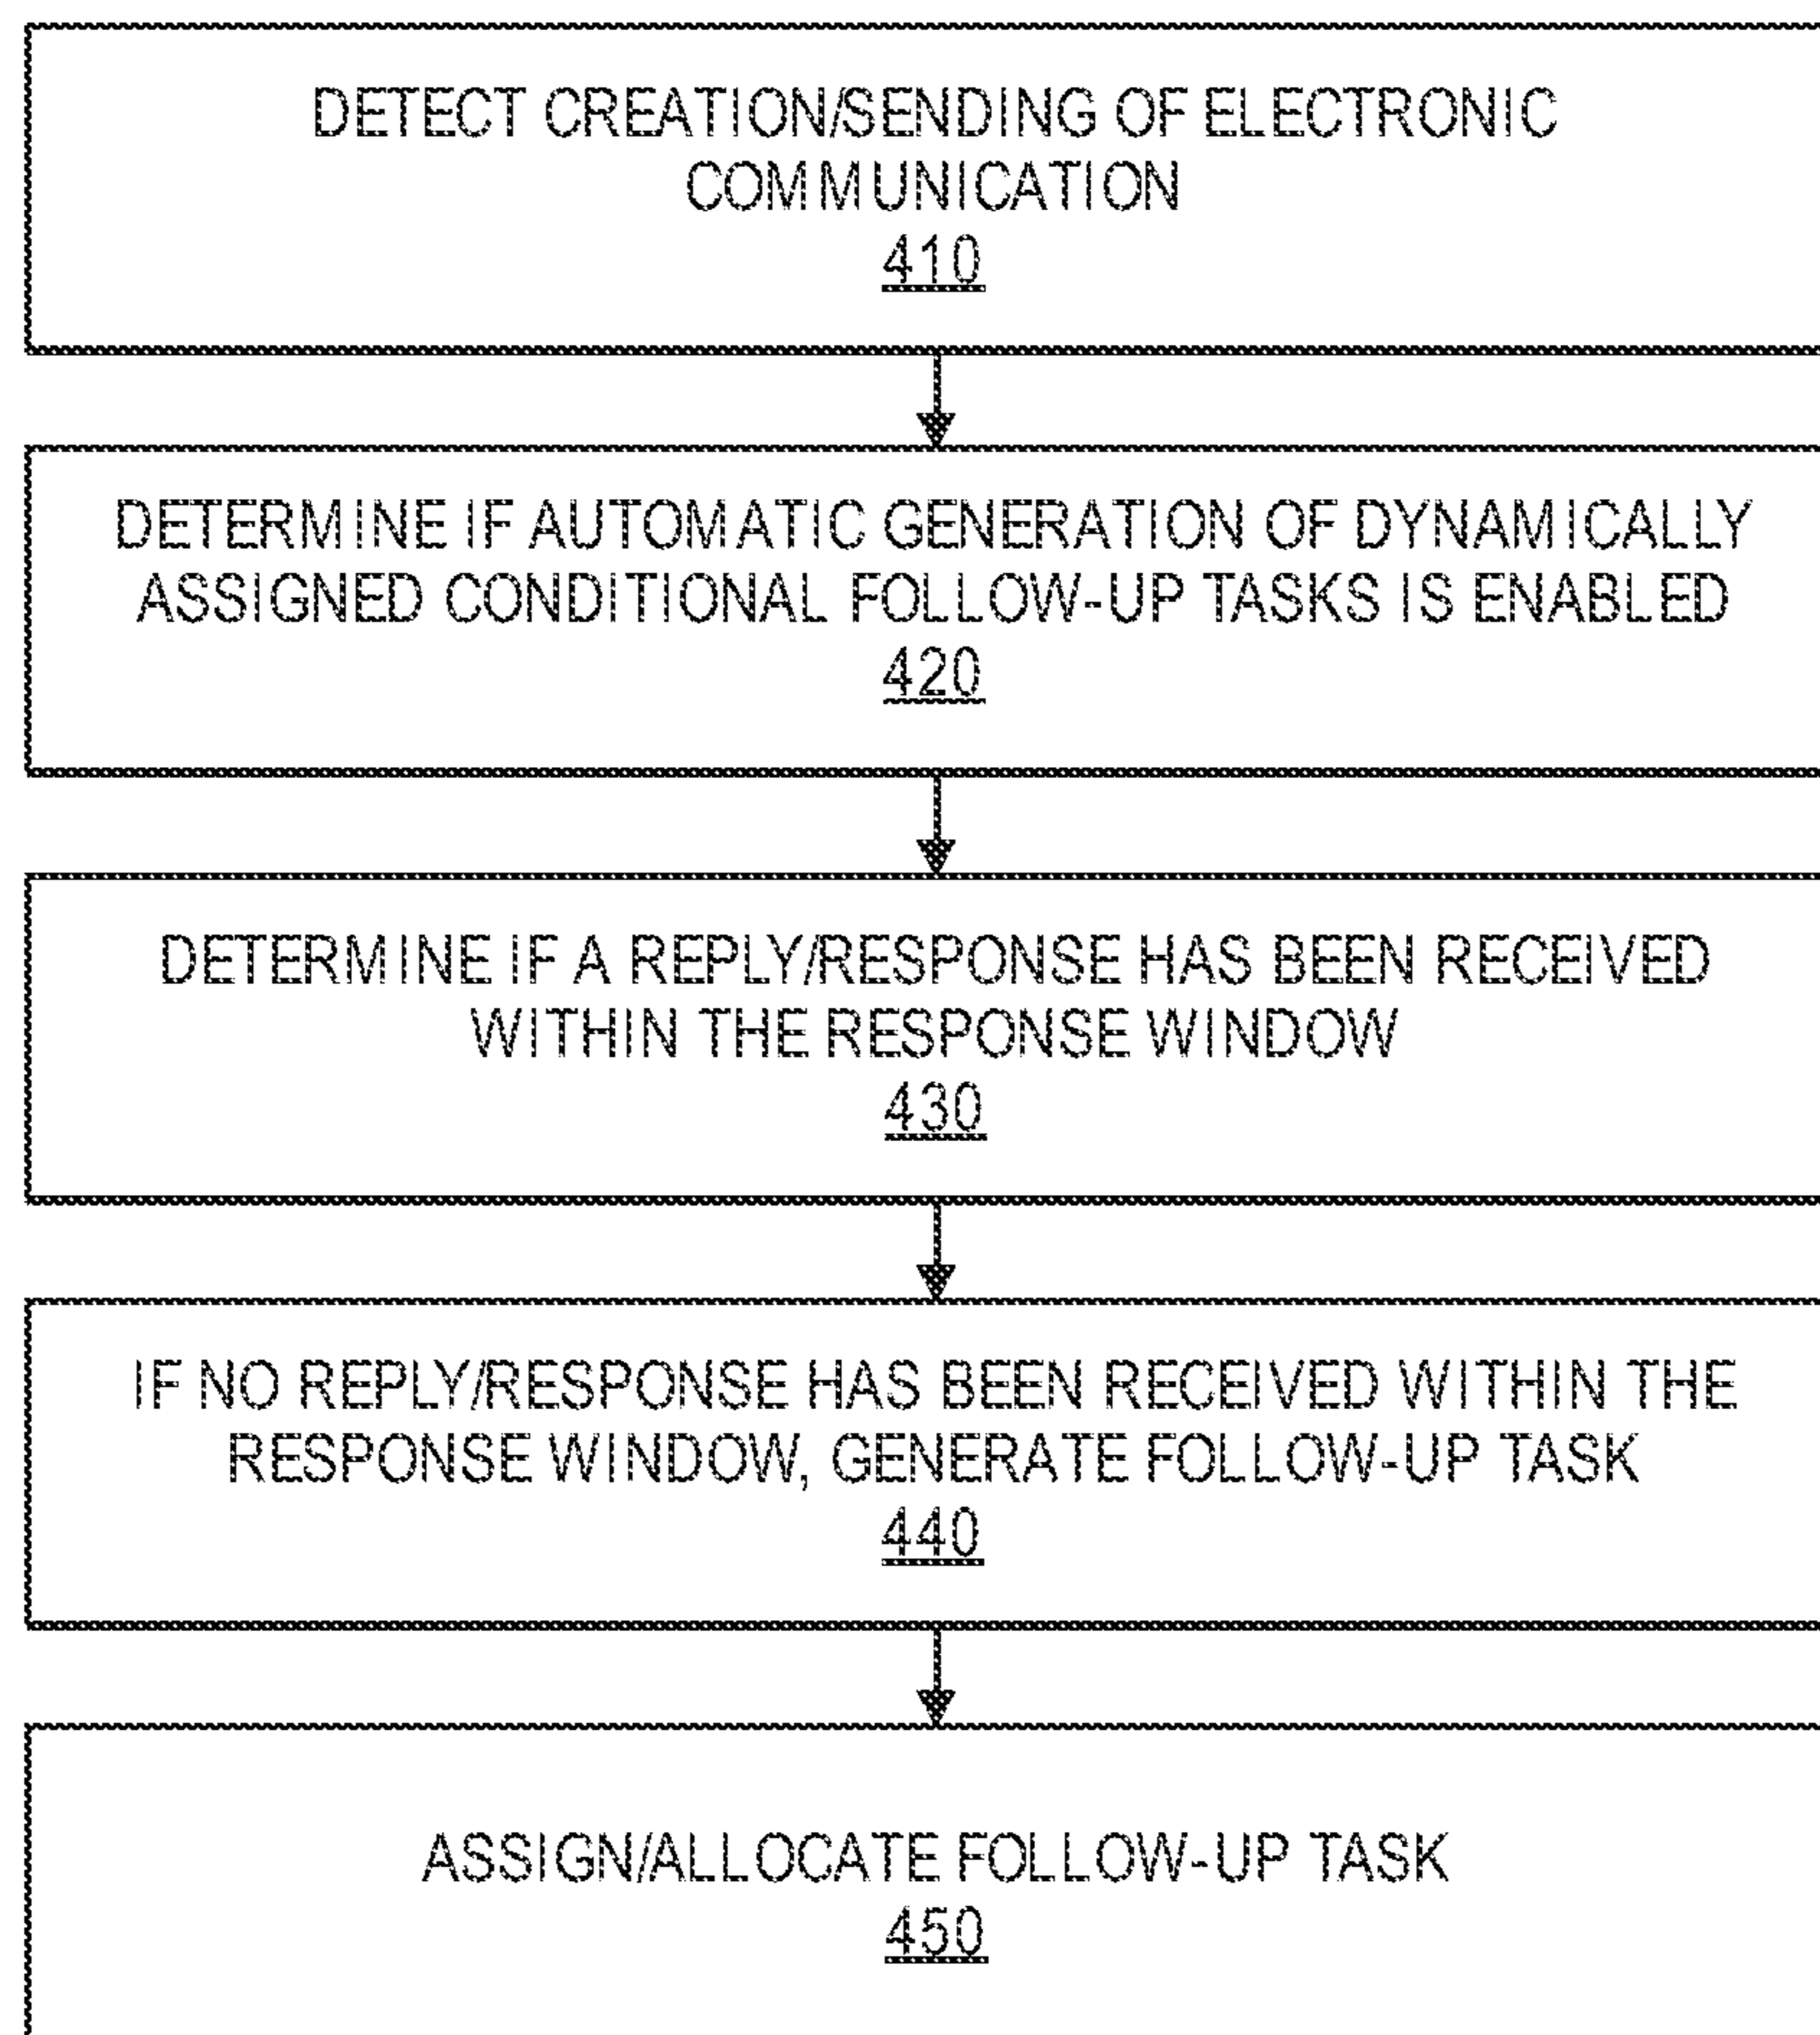 DETECT CREATION/SENDING OF ELECTRONIC
COMMUNICATION
410
DETERMINE IF AUTOMATIC GENERATION OF DYNAMICALLY
ASSIGNED CONDITIONAL FOLLOW-UP TASKS IS ENABLED
420
DETERMINE IF A REPLY/RESPONSE HAS BEEN RECEIVED
WITHIN THE RESPONSE WINDOW
430
IF NO REPLY/RESPONSE HAS BEEN RECEIVED WITHIN THE
RESPONSE WINDOW, GENERATE FOLLOW-UP TASK
440
ASSIGN/ALLOCATE FOLLOW-UP TASK
450